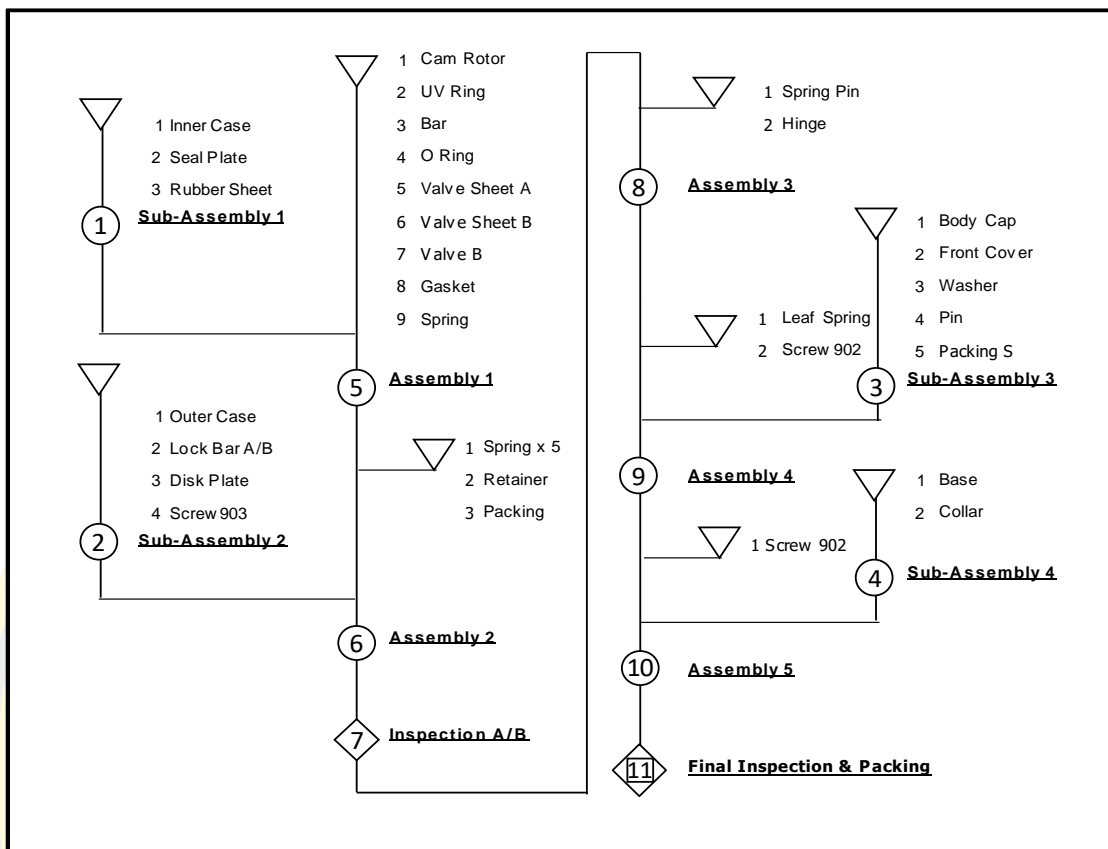 1 Inner Case
2 Seal Plate
3 Rubber Sheet
Sub-Assembly 1
1
1 Cam Rotor
2 UV Ring
3 Bar
4 O Ring
5 Valve Sheet A
6 Valve Sheet B
7 Valve B
8 Gasket
9 Spring
5
Assembly 1
1 Outer Case
2 Lock Bar A/B
3 Disk Plate
4 Screw 903
Sub-Assembly 2
2
1 Spring x 5
2 Retainer
3 Packing
6
Assembly 2
7
Inspection A/B
1 Spring Pin
2 Hinge
8
Assembly 3
1 Leaf Spring
2 Screw 902
1 Body Cap
2 Front Cover
3 Washer
4 Pin
5 Packing S
Sub-Assembly 3
3
9
Assembly 4
1 Screw 902
1 Base
2 Collar
4
Sub-Assembly 4
10
Assembly 5
11
Final Inspection & Packing